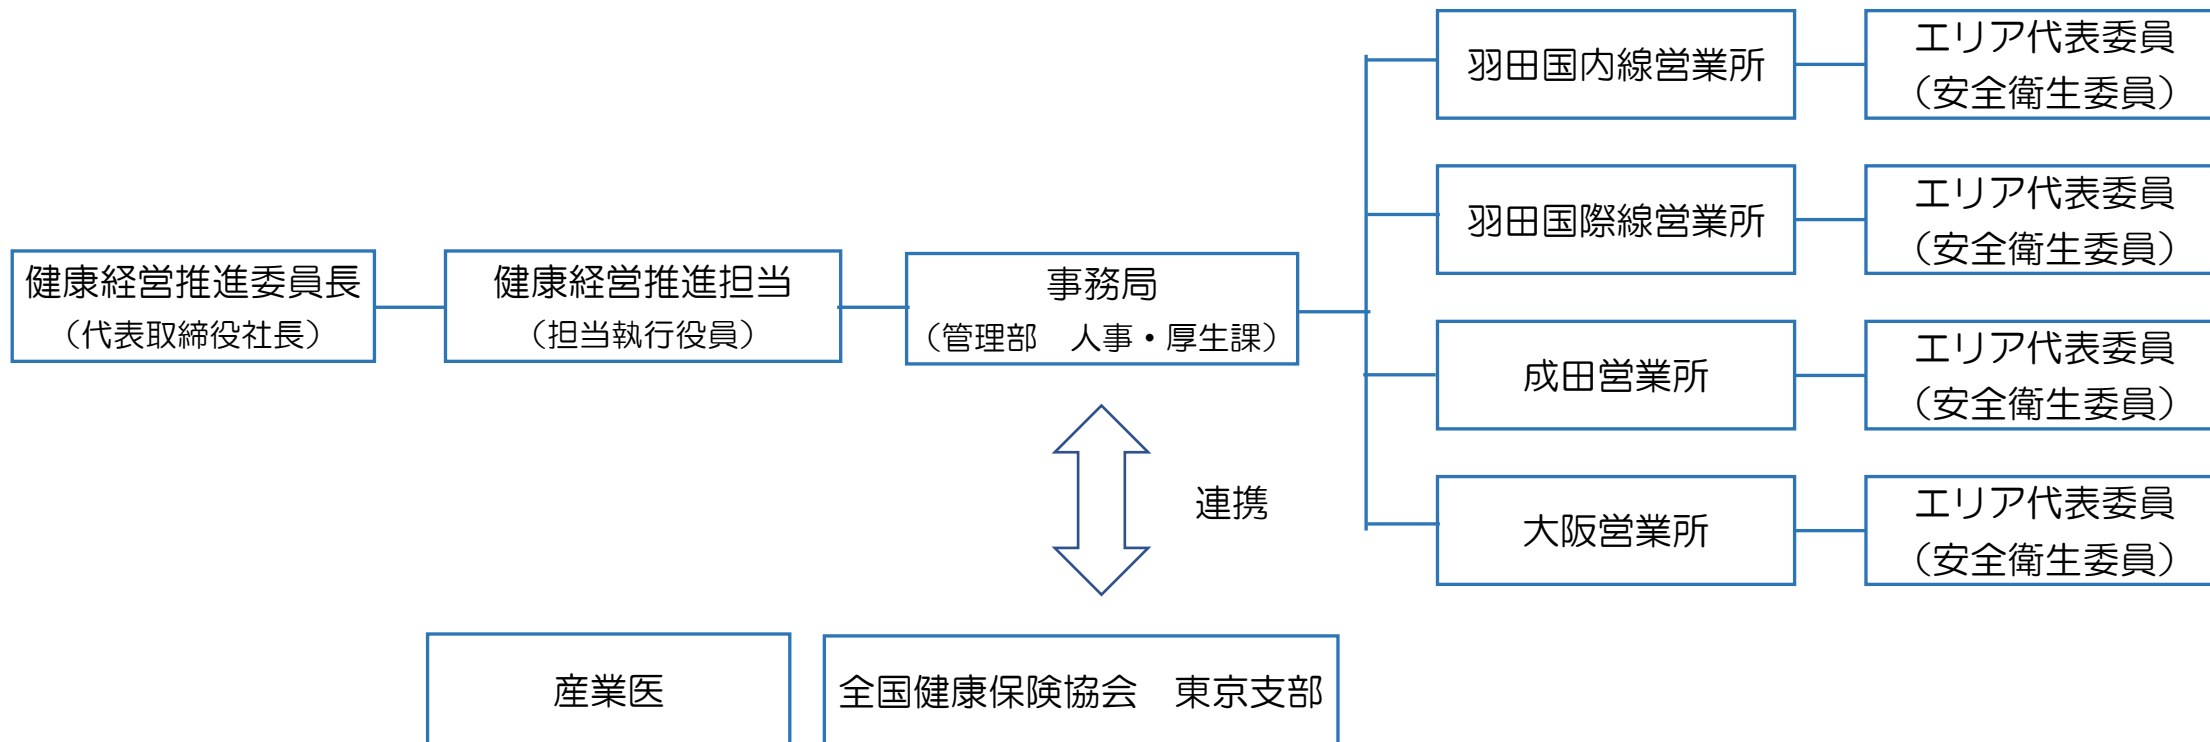 健康経営推進委員長
（代表取締役社長）
健康経営推進担当
（担当執行役員）
事務局
（管理部　人事・厚生課）
羽田国内線営業所
エリア代表委員
（安全衛生委員）
羽田国際線営業所
エリア代表委員
（安全衛生委員）
成田営業所
エリア代表委員
（安全衛生委員）
大阪営業所
エリア代表委員
（安全衛生委員）
連携
産業医
全国健康保険協会　東京支部